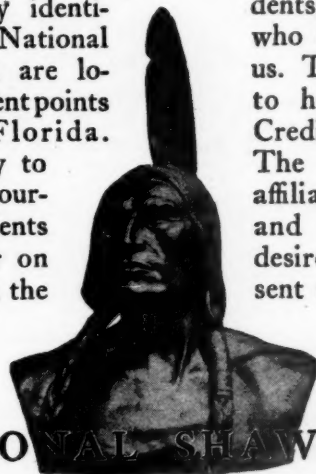 y identi-
National
are lo-
ent points
Florida.
y to
our-
ents
on
the
dents
who
us. T
to h
Credi
The
affilia
and
desire
sent
ONAL SHAW